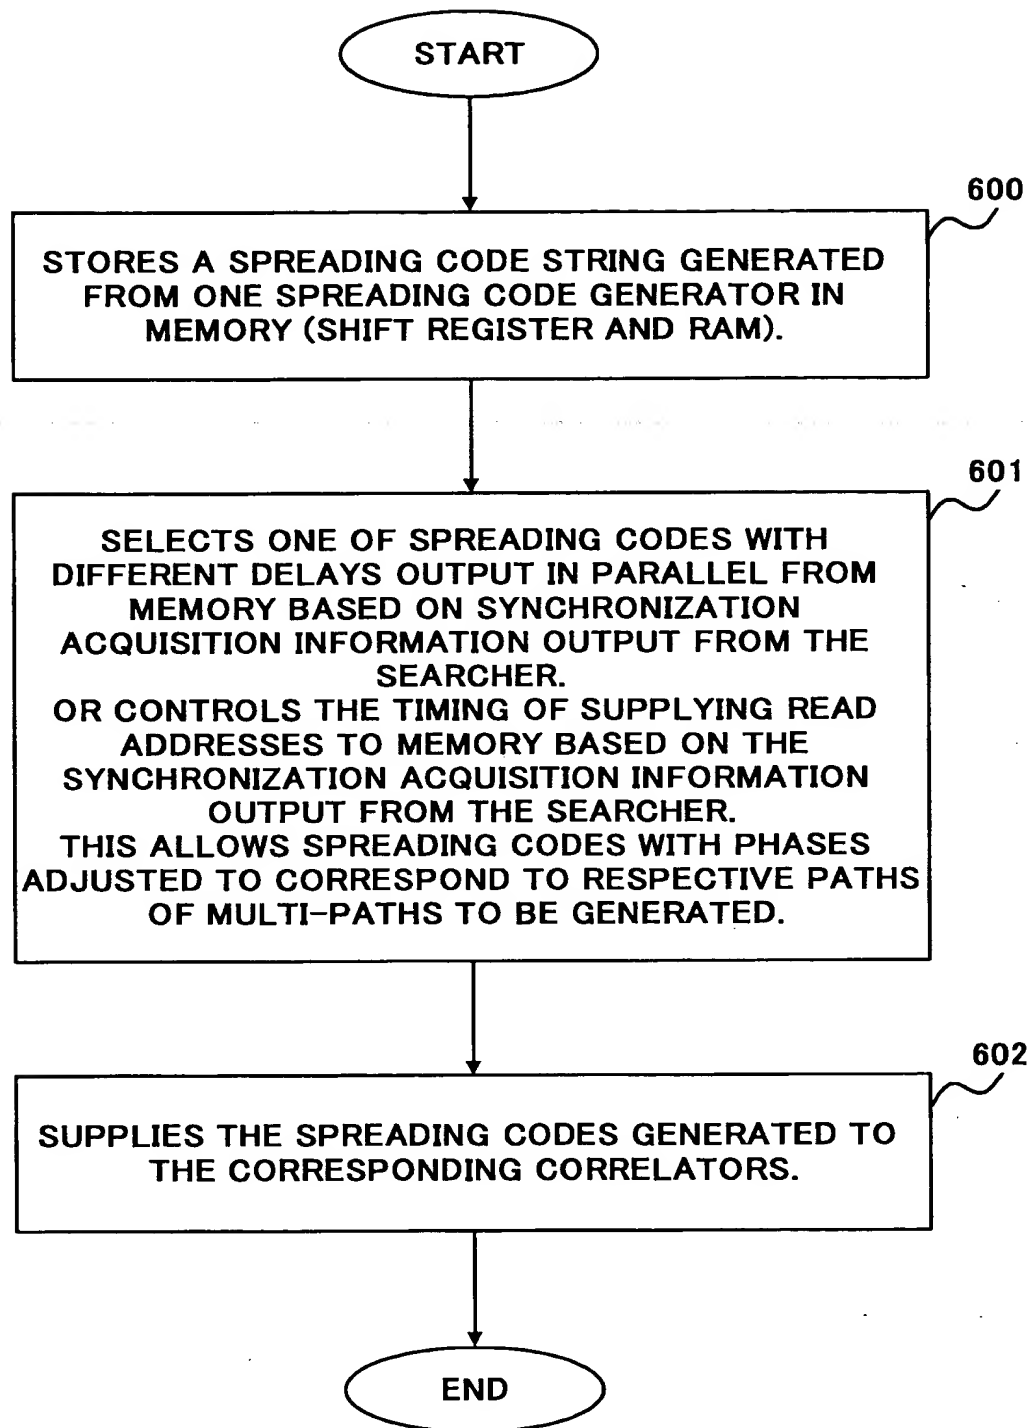 START
600
STORES A SPREADING CODE STRING GENERATED
FROM ONE SPREADING CODE GENERATOR IN
MEMORY (SHIFT REGISTER AND RAM).
601
SELECTS ONE OF SPREADING CODES WITH
DIFFERENT DELAYS OUTPUT IN PARALLEL FROM
MEMORY BASED ON SYNCHRONIZATION
ACQUISITION INFORMATION OUTPUT FROM THE
SEARCHER.
OR CONTROLS THE TIMING OF SUPPLYING READ
ADDRESSES TO MEMORY BASED ON THE
SYNCHRONIZATION ACQUISITION INFORMATION
OUTPUT FROM THE SEARCHER.
THIS ALLOWS SPREADING CODES WITH PHASES
ADJUSTED TO CORRESPOND TO RESPECTIVE PATHS
OF MULTI-PATHS TO BE GENERATED.
602
SUPPLIES THE SPREADING CODES GENERATED TO
THE CORRESPONDING CORRELATORS.
END